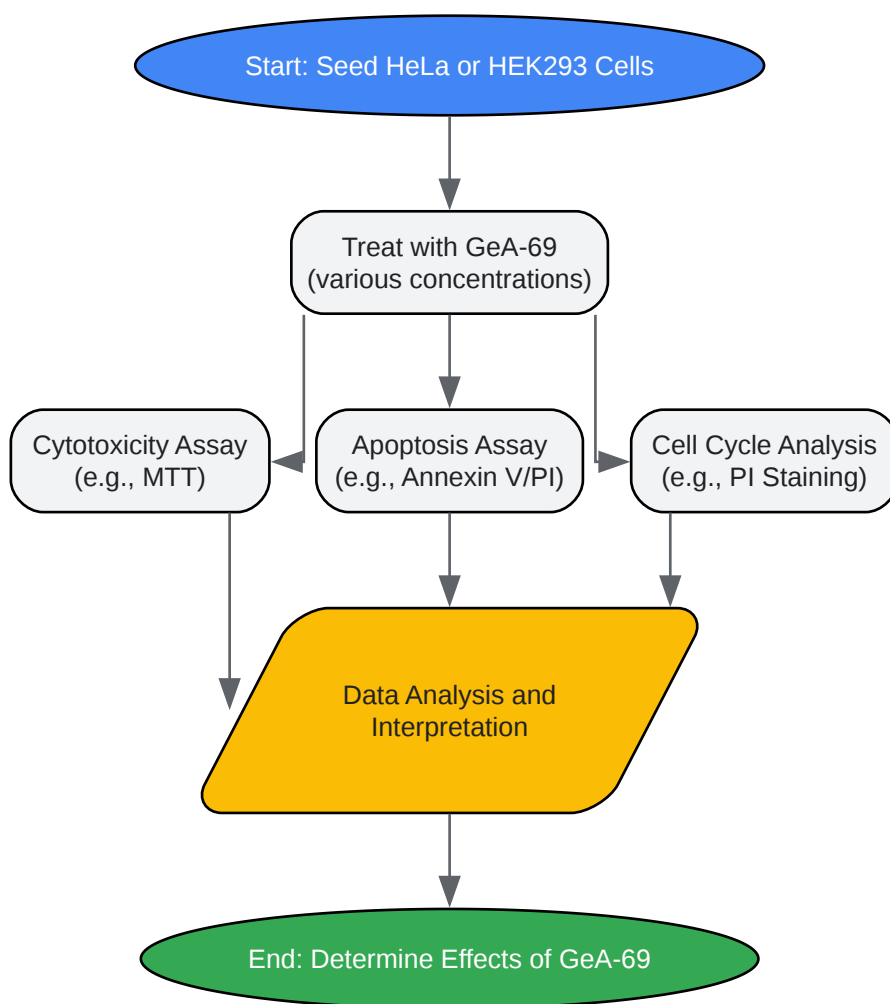 Start: Seed HeLa or HEK293 Cells
Treat with GeA-69
(various concentrations)
Cytotoxicity Assay
(e.g., MTT)
Apoptosis Assay
(e.g., Annexin V/PI)
Cell Cycle Analysis
(e.g., PI Staining)
Data Analysis and
Interpretation
End: Determine Effects of GeA-69